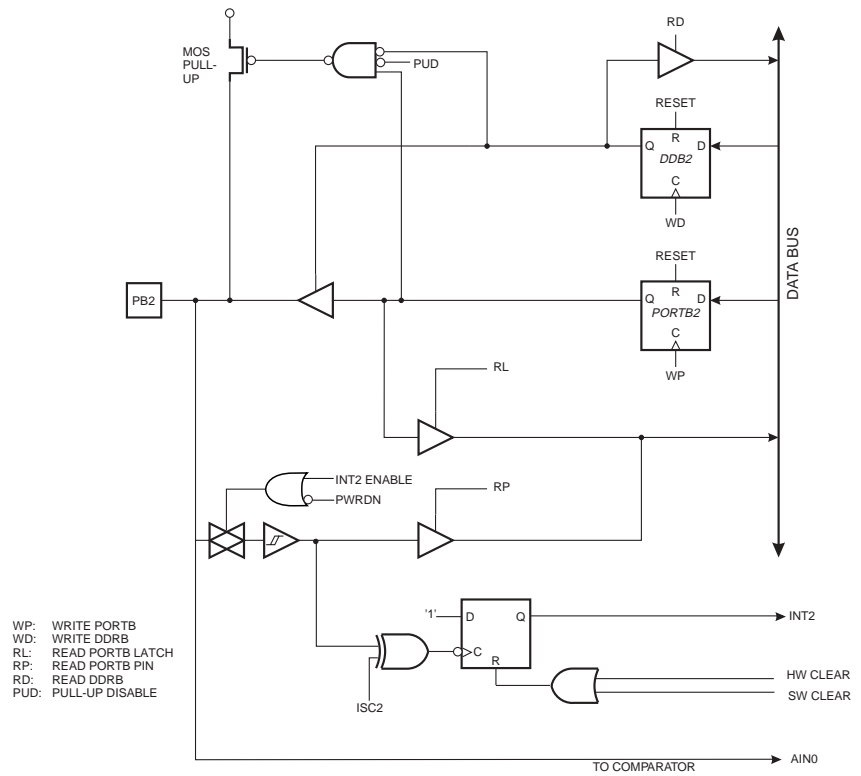 RD
MOS
PULL-
UP
PUD
RESET
R
Q
D
DDB2
C
WD
DATA BUS
RESET
R
Q
D
PORTB2
C
WP
PB2
RL
INT2 ENABLE
PWRDN
RP
'1'
D
Q
C
R
INT2
ISC2
HW CLEAR
SW CLEAR
WP: WRITE PORTB
WD: WRITE DDRB
RL: READ PORTB LATCH
RP: READ PORTB PIN
RD: READ DDRB
PUD: PULL-UP DISABLE
TO COMPARATOR
AIN0